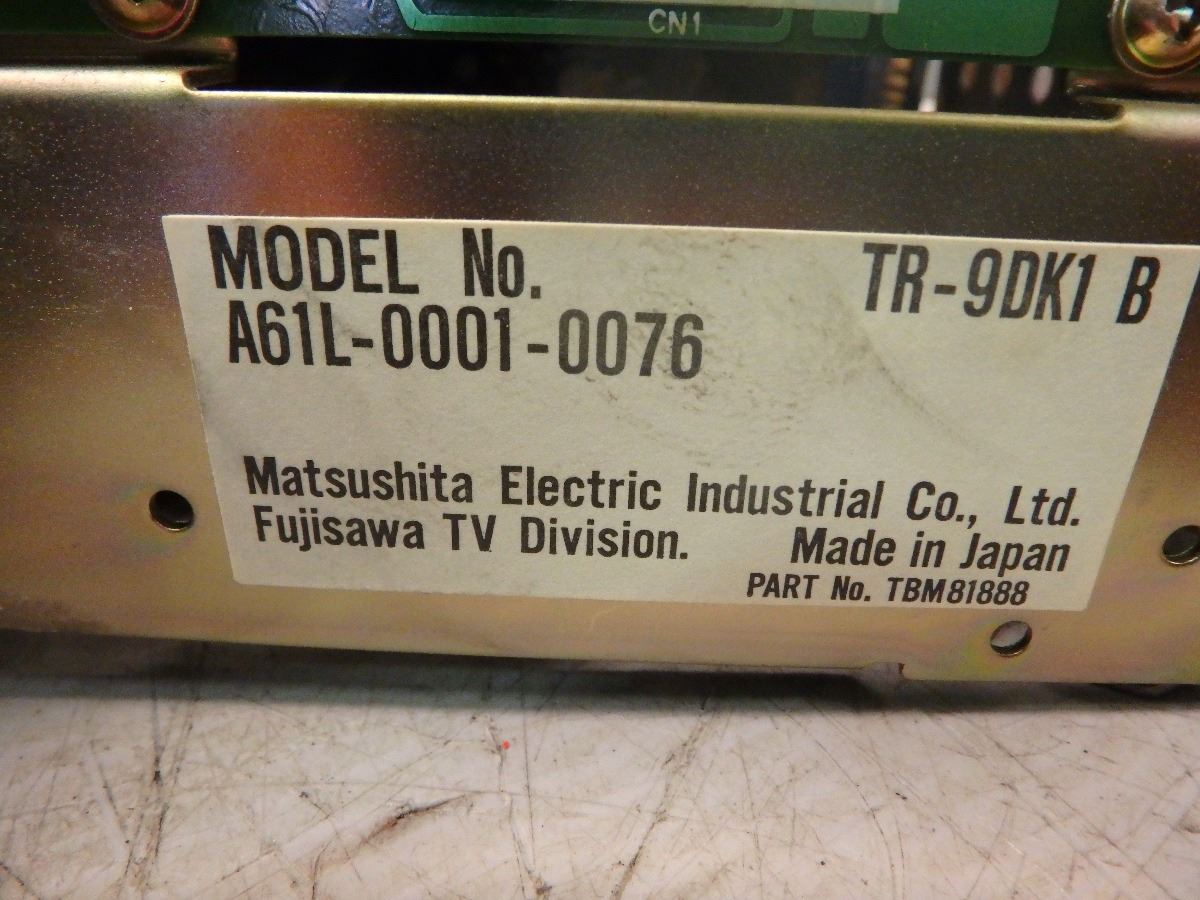 CN1
MODEL No. TR-9DK1 B
A61L-0001-0076
Matsushita Electric Industrial Co., Ltd.
Fujisawa TV Division. Made in Japan
PART No. TBM81888